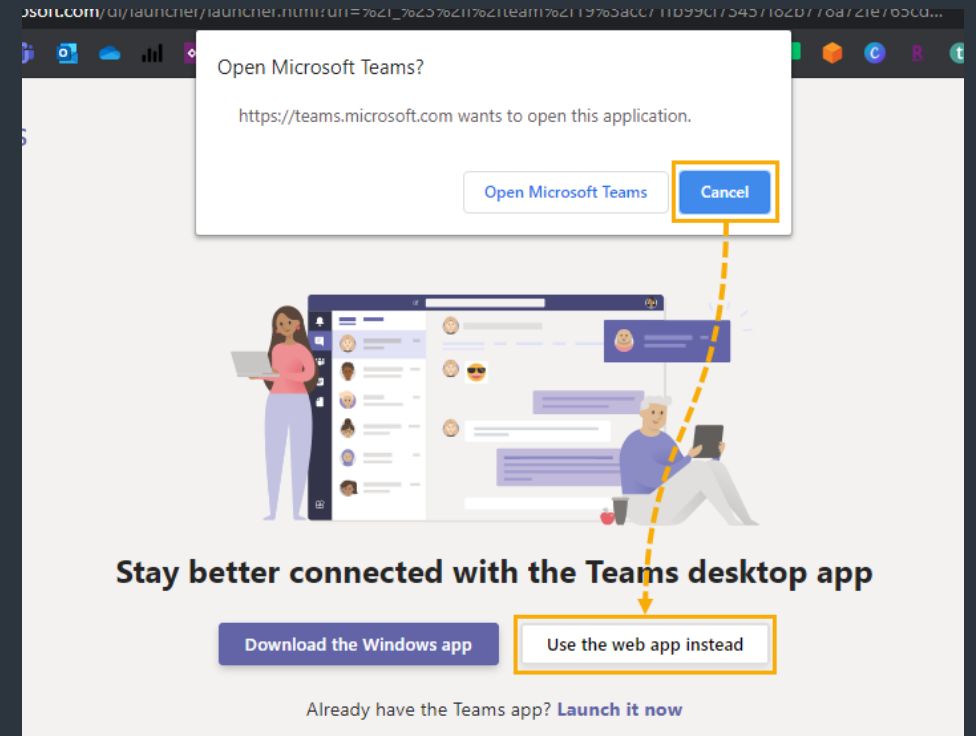 Open Microsoft Teams?
https://teams.microsoft.com wants to open this application.
Open Microsoft Teams
Cancel
Stay better connected with the Teams desktop app
Download the Windows app
Use the web app instead
Already have the Teams app? Launch it now